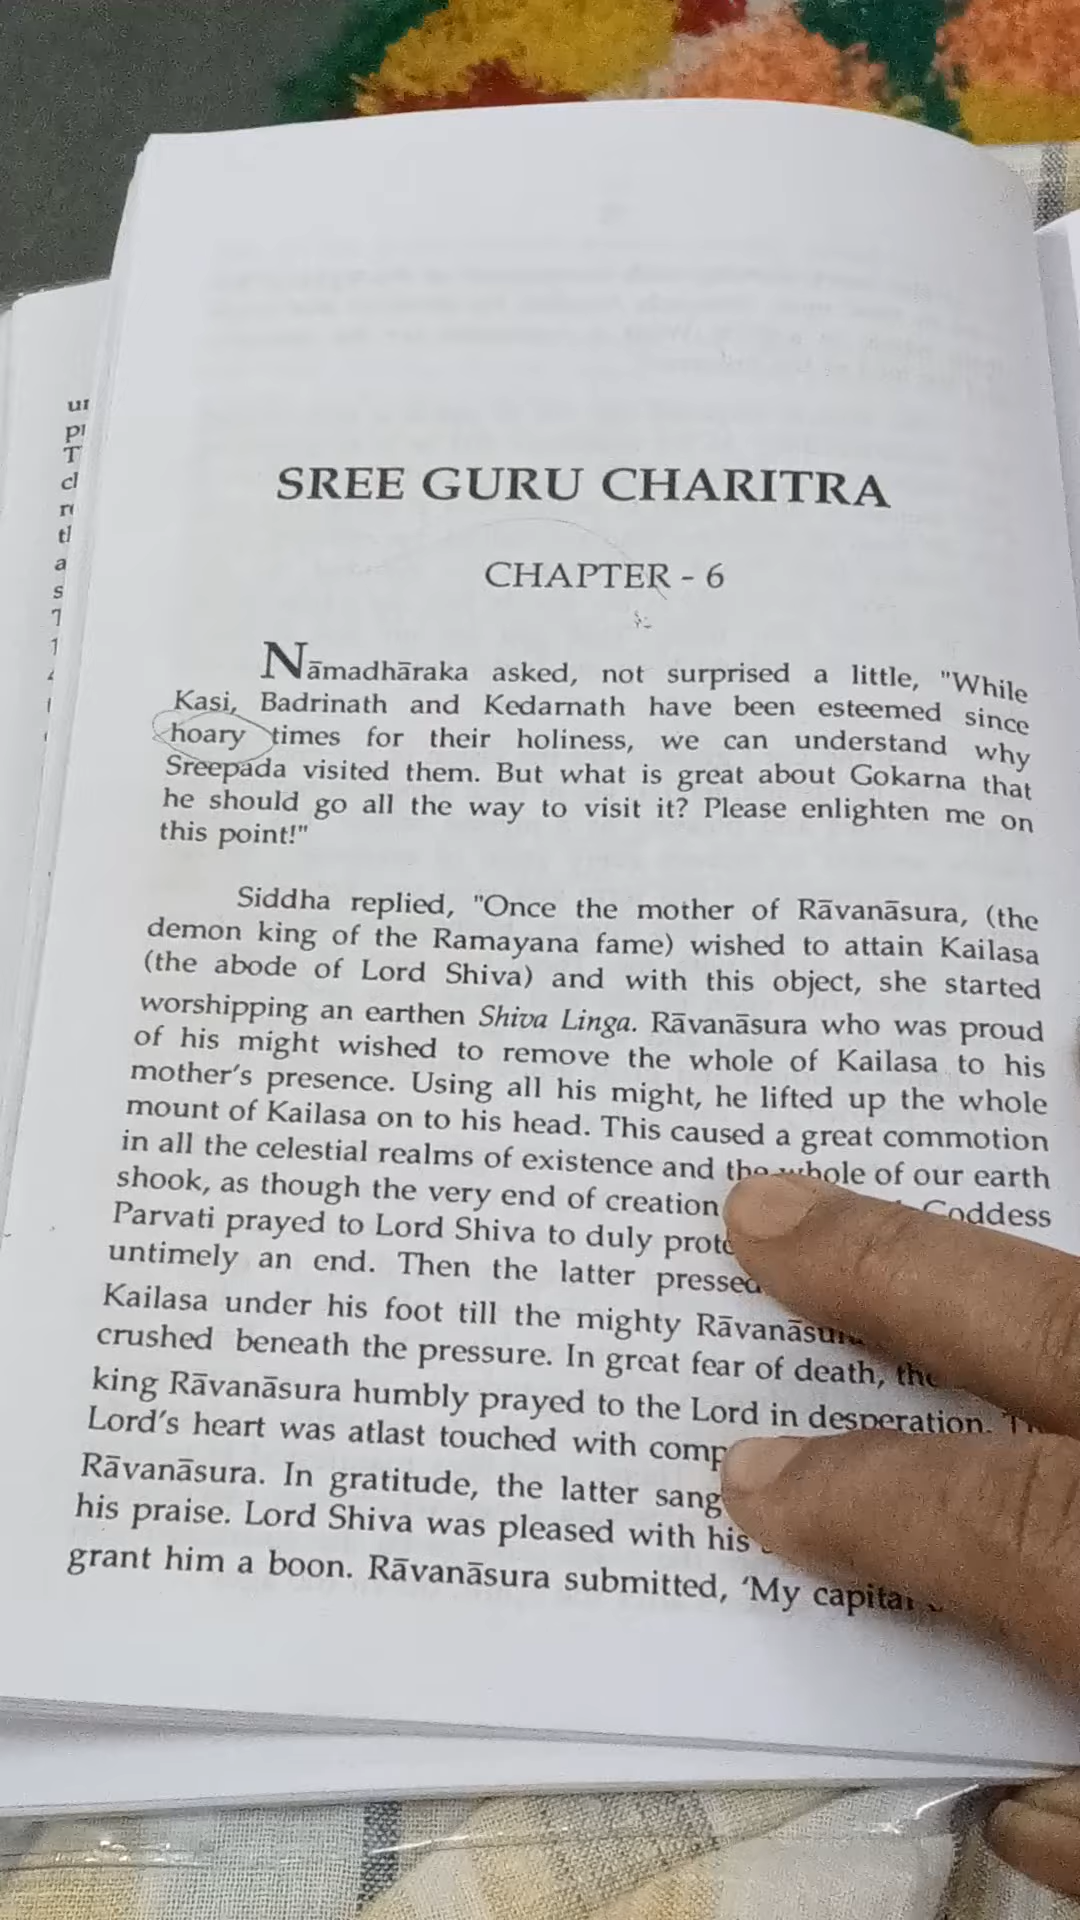 SREE GURU CHARITRA
CHAPTER - 6
Nāmadhāraka asked, not surprised a little, "While
Kasi, Badrinath and Kedarnath have been esteemed since
hoary times for their holiness, we can understand why
Sreepada visited them. But what is great about Gokarna that
he should go all the way to visit it? Please enlighten me on
this point!"
Siddha replied, "Once the mother of Rāvanāsura, (the
demon king of the Ramayana fame) wished to attain Kailasa
(the abode of Lord Shiva) and with this object, she started
worshipping an earthen Shiva Linga. Rāvanāsura who was proud
of his might wished to remove the whole of Kailasa to his
mother's presence. Using all his might, he lifted up the whole
mount of Kailasa on to his head. This caused a great commotion
in all the celestial realms of existence and the whole of our earth
shook, as though the very end of creation Goddess
Parvati prayed to Lord Shiva to duly
untimely an end. Then the latter pressed
Kailasa under his foot till the mighty Rāvanāsura
crushed beneath the pressure. In great fear of death,
king Rāvanāsura humbly prayed to the Lord in desperation.
Lord's heart was atlast touched with
Rāvanāsura. In gratitude, the latter sang
his praise. Lord Shiva was pleased with his
grant him a boon. Rāvanāsura submitted, 'My capital